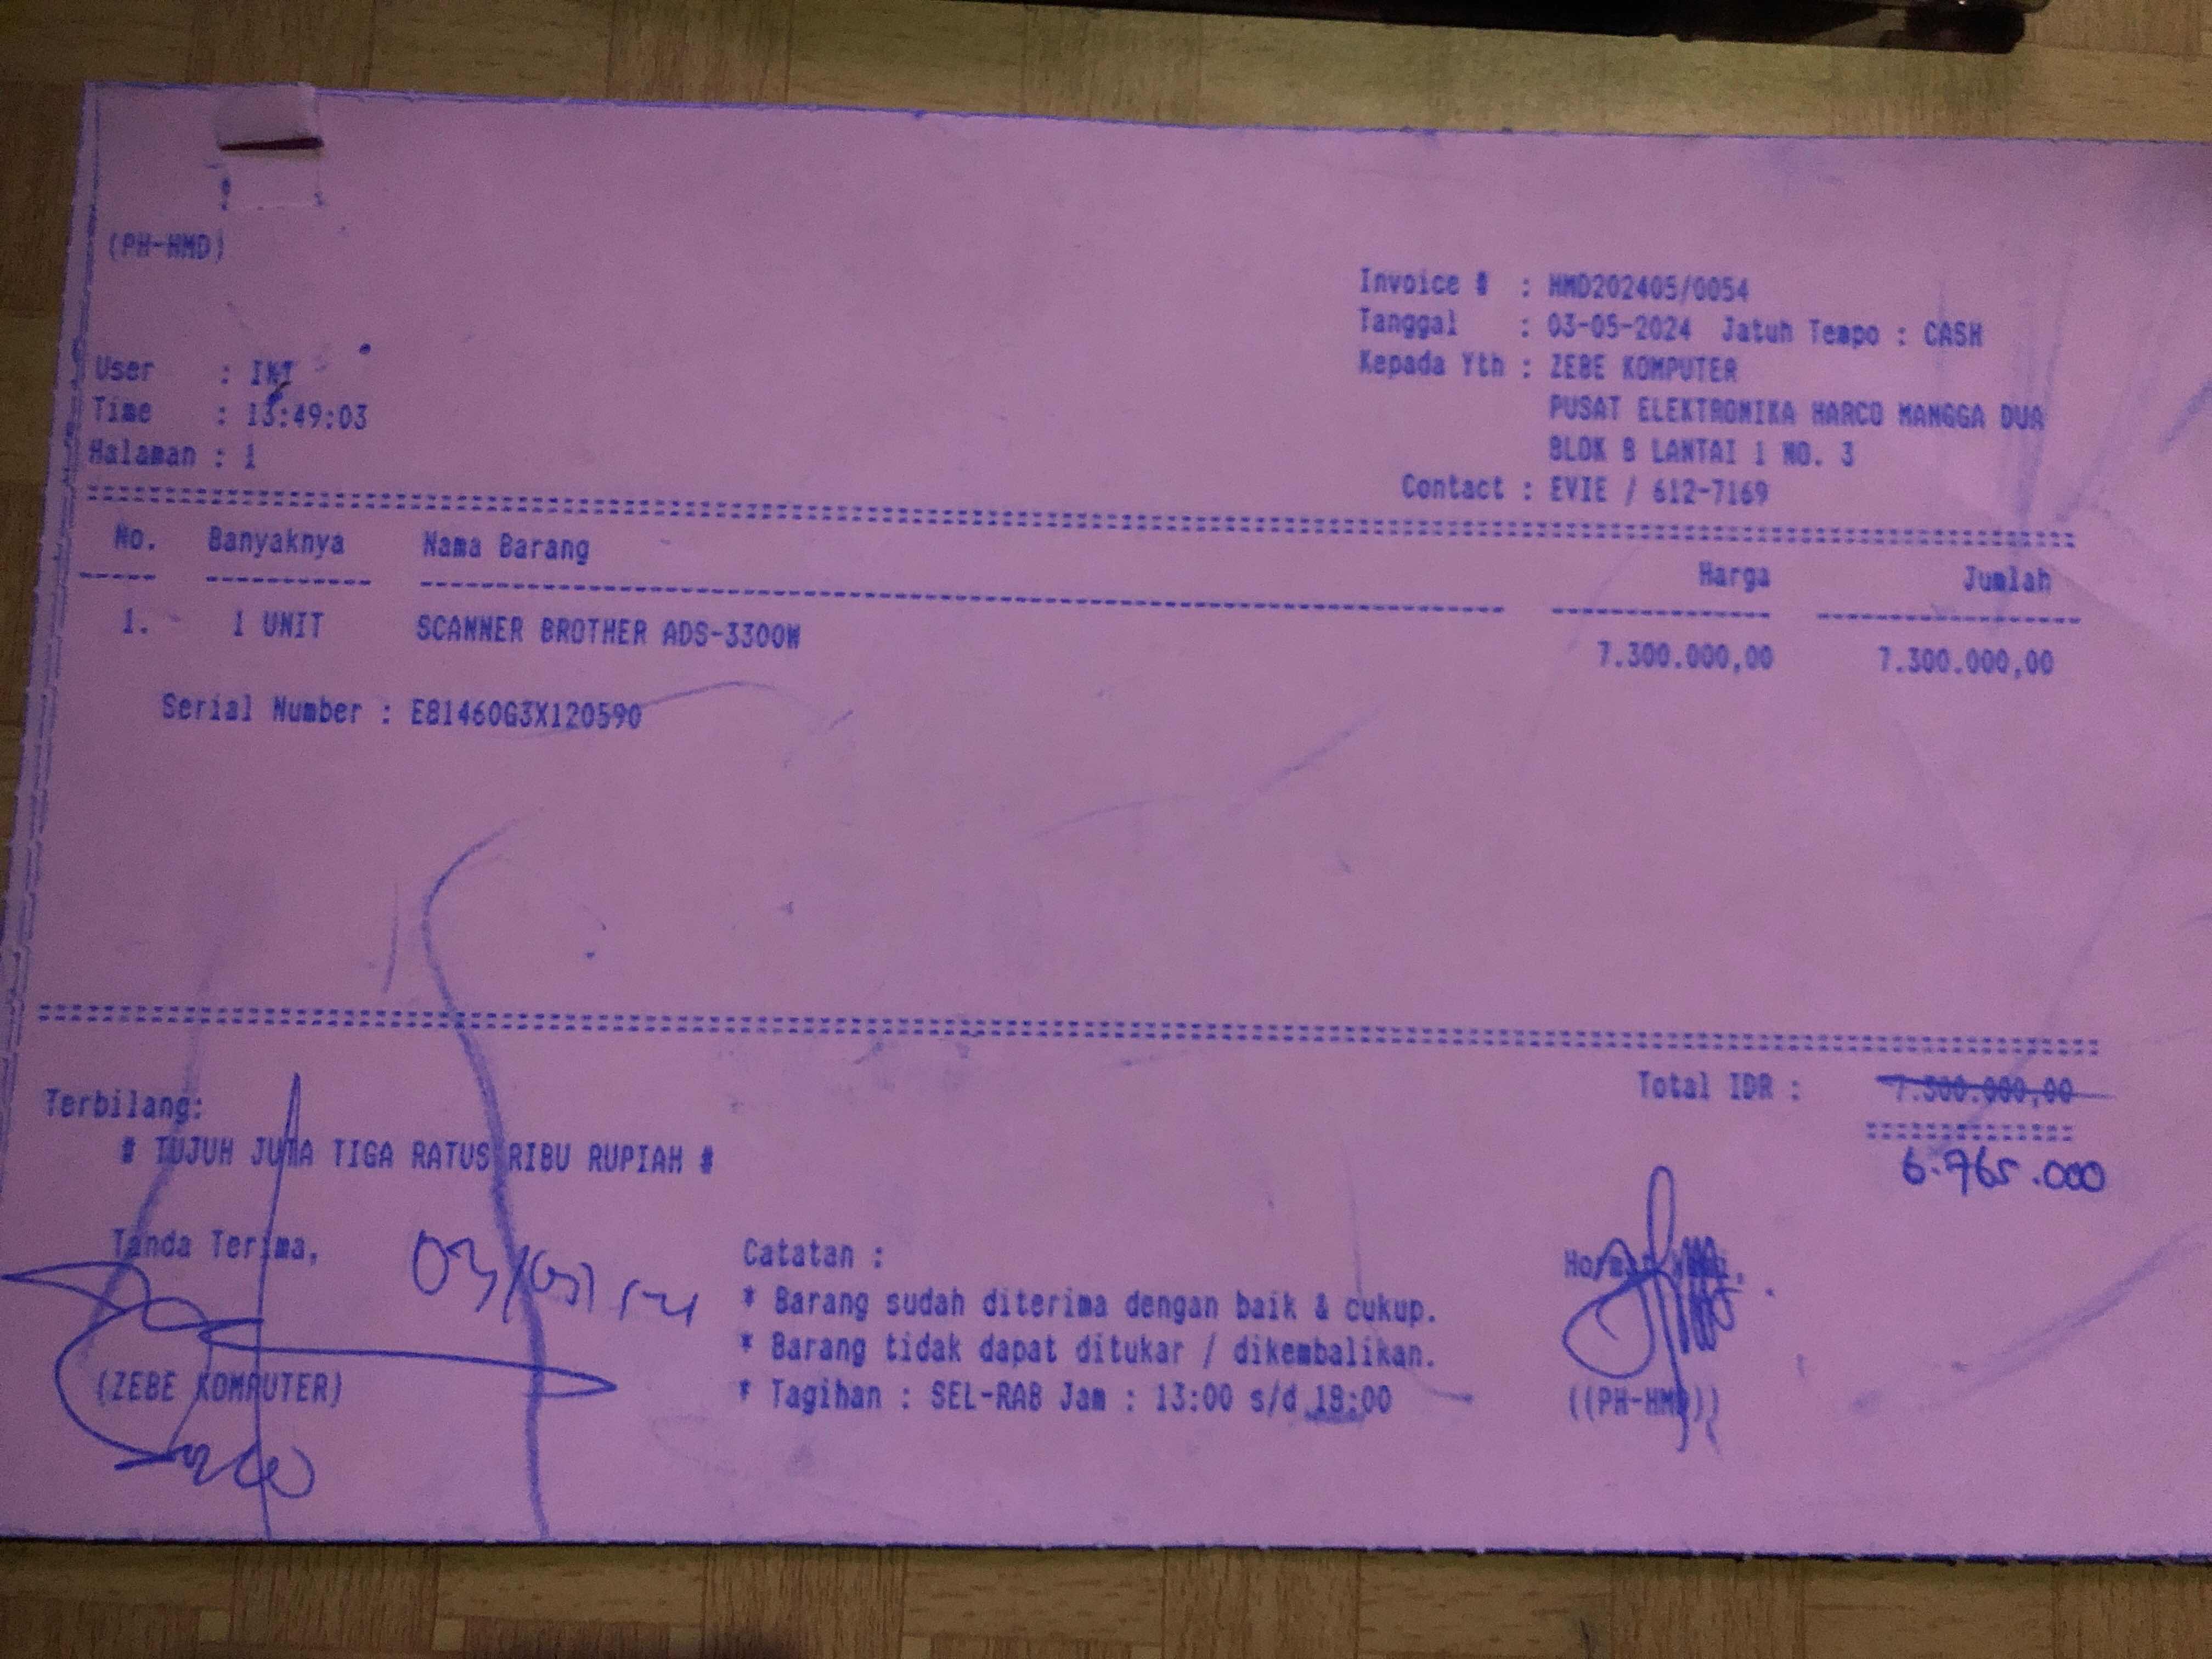 (PH-HMD)
Invoice # : HMD202405/0054
Tanggal : 03-05-2024 Jatuh Tempo : CASH
Kepada Yth : ZEBE KOMPUTER
PUSAT ELEKTRONIKA HARCO MANGGA DUA
BLOK B LANTAI 1 NO. 3
Contact : EVIE / 612-7169
User :
Time : 13:49:03
Halaman : 1
No. Banyaknya Nama Barang Harga Jumlah
1. 1 UNIT SCANNER BROTHER ADS-3300W 7.300.000,00 7.300.000,00
Serial Number : E81460G3X120590
Total IDR : 7.300.000,00
6.765.000
Terbilang:
# TUJUH JUTA TIGA RATUS RIBU RUPIAH #
Tanda Terima,
Catatan :
Hormat Kami,
* Barang sudah diterima dengan baik & cukup.
* Barang tidak dapat ditukar / dikembalikan.
* Tagihan : SEL-RAB Jam : 13:00 s/d 18:00
(ZEBE KOMPUTER)
((PH-HMD))